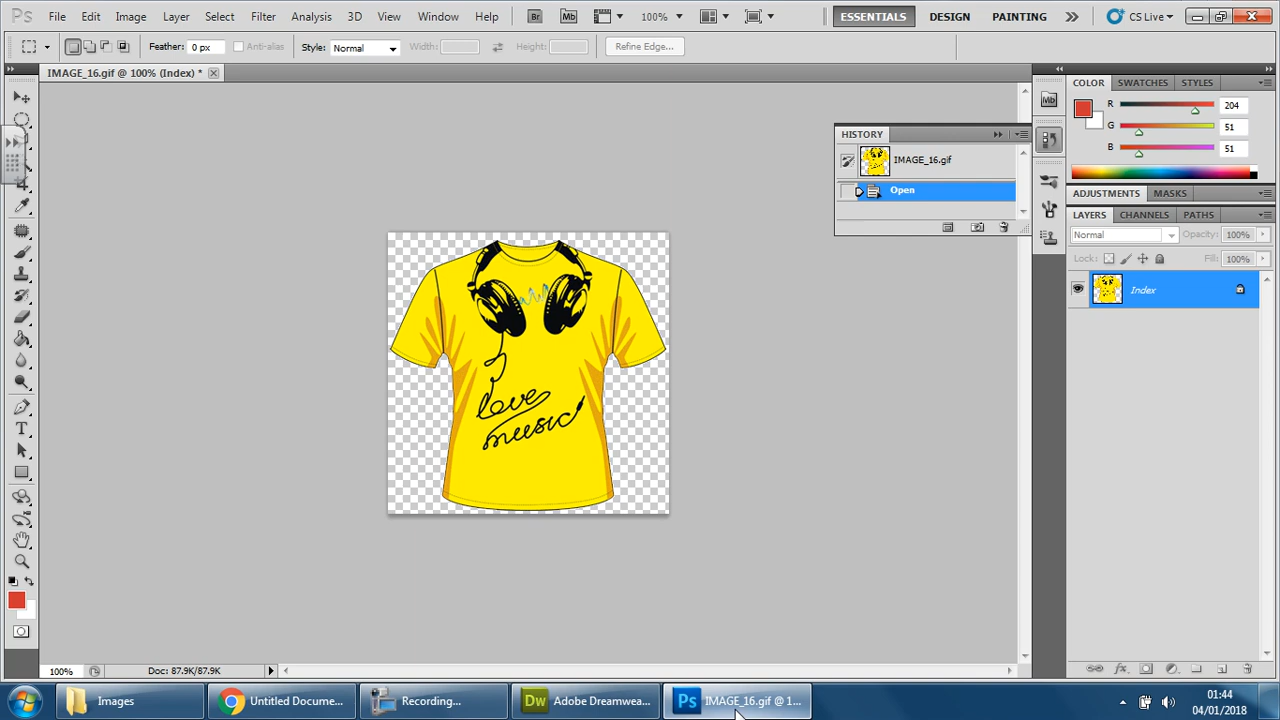 Ps File Edit Image Layer Select Filter Analysis 3D View Window Help Br Mb 100% ESSENTIALS DESIGN PAINTING CS Live
Feather: 0 px Anti-alias Style: Normal Width: Height: Refine Edge...
IMAGE_16.gif @ 100% (Index) *
COLOR SWATCHES STYLES
Mb
R 204
G 51
B 51
HISTORY
IMAGE_16.gif
Open
ADJUSTMENTS MASKS
LAYERS CHANNELS PATHS
Normal Opacity: 100%
Lock: Fill: 100%
Index
love
music
T
100% Doc: 87.9K/87.9K
Images Untitled Docume... Recording... Dw Adobe Dreamwea... Ps IMAGE_16.gif @ 1...
01:44
04/01/2018